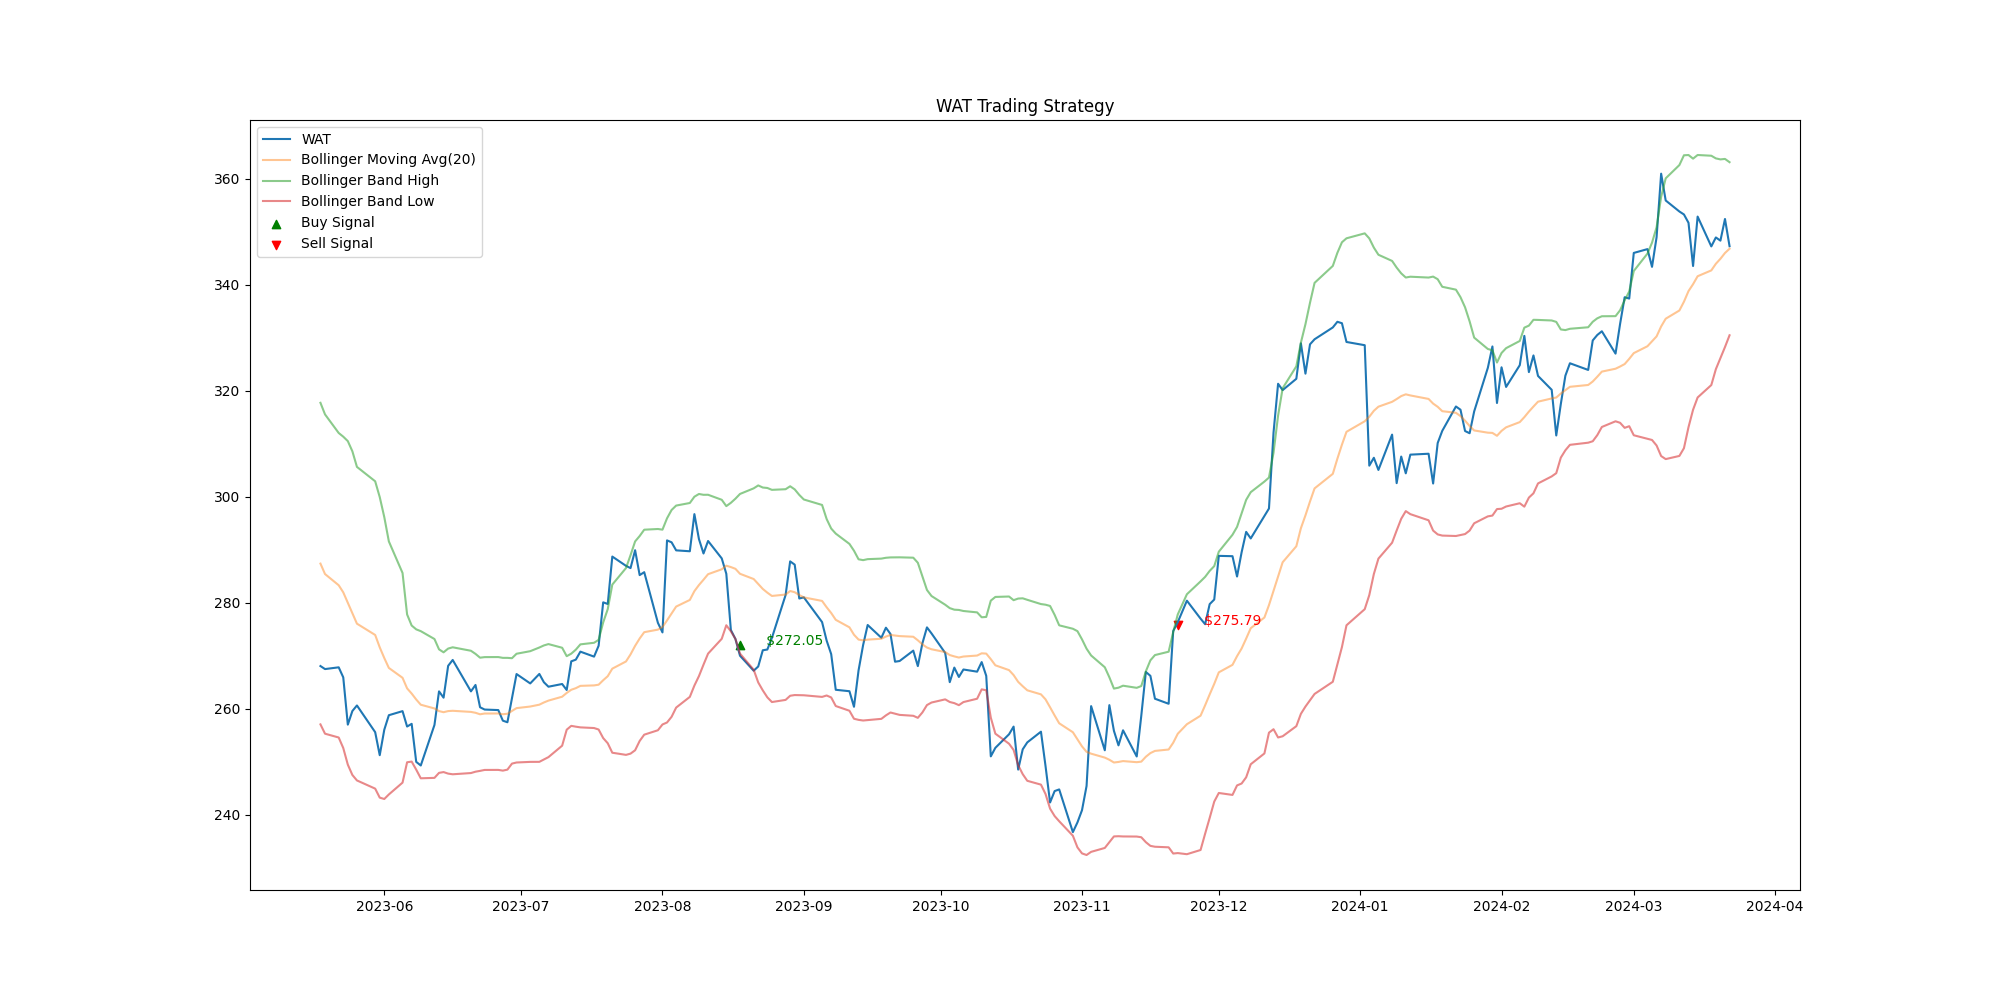 WAT Trading Strategy
WAT
Bollinger Moving Avg(20)
Bollinger Band High
Bollinger Band Low
Buy Signal
Sell Signal
360
340
320
300
280
260
240
$272.05
$275.79
2023-06 2023-07 2023-08 2023-09 2023-10 2023-11 2023-12 2024-01 2024-02 2024-03 2024-04